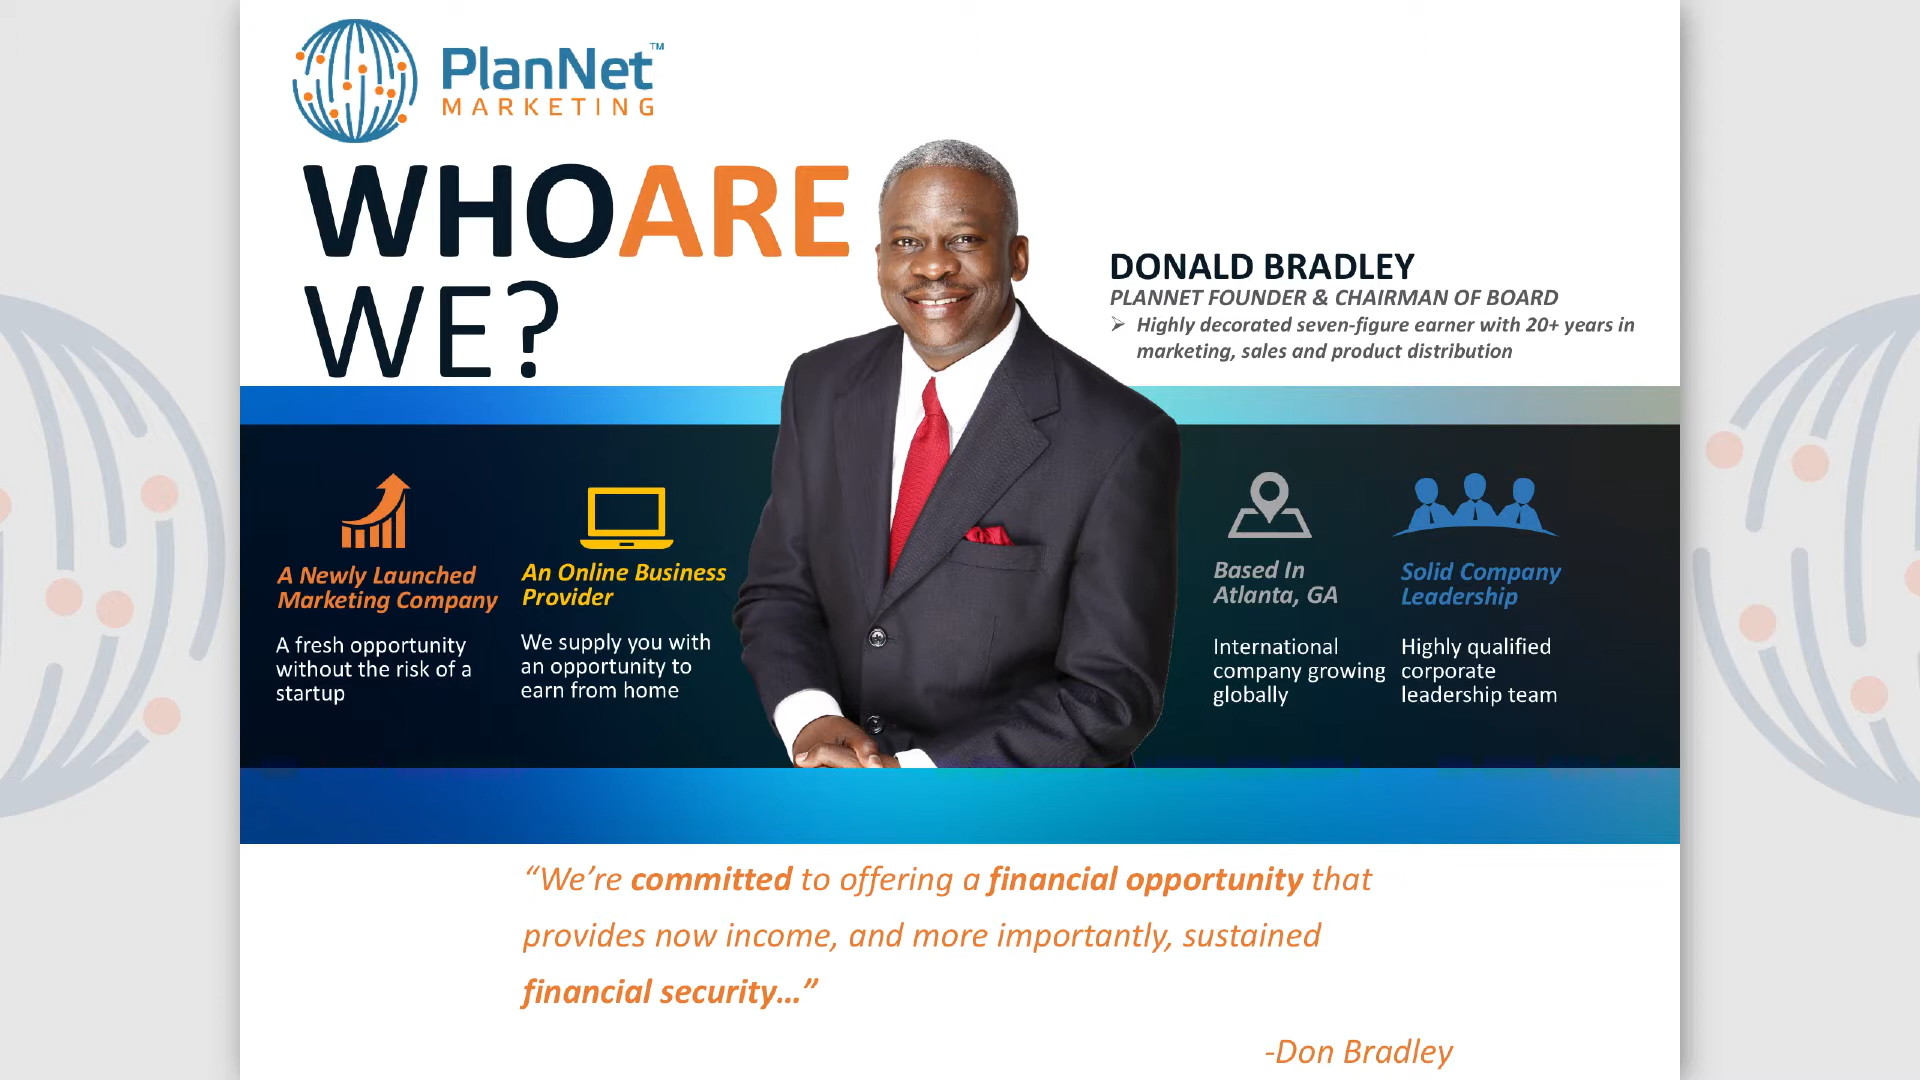 PlanNet™
MARKETING
WHOARE
WE?
DONALD BRADLEY
PLANNET FOUNDER & CHAIRMAN OF BOARD
➢ Highly decorated seven-figure earner with 20+ years in
marketing, sales and product distribution
A Newly Launched
Marketing Company
A fresh opportunity
without the risk of a
startup
An Online Business
Provider
We supply you with
an opportunity to
earn from home
Based In
Atlanta, GA
International
company growing
globally
Solid Company
Leadership
Highly qualified
corporate
leadership team
“We’re committed to offering a financial opportunity that
provides now income, and more importantly, sustained
financial security...”
-Don Bradley